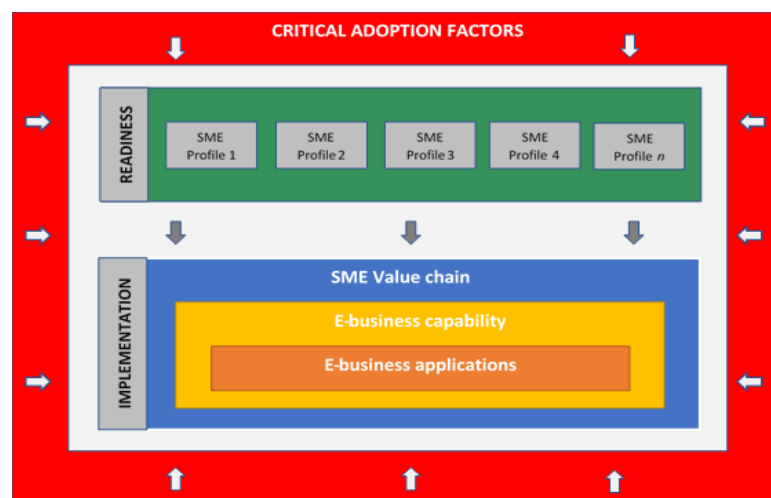 CRITICAL ADOPTION FACTORS
READINESS
SME
Profile 1
SME
Profile 2
SME
Profile 3
SME
Profile 4
SME
Profile n
IMPLEMENTATION
SME Value chain
E-business capability
E-business applications